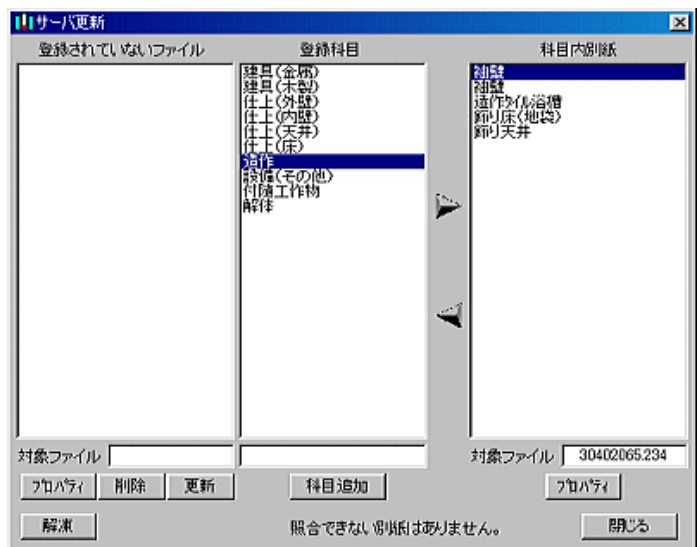 サーバ更新
登録されていないファイル
登録科目
科目内別紙
建具(金属)
建具(木製)
仕上(外壁)
仕上(内壁)
仕上(天井)
仕上(床)
造作
設備(その他)
付随工作物
解体
袖壁
袖壁
造作ﾀｲﾙ浴槽
飾り床(地袋)
飾り天井
対象ファイル
対象ファイル 30402065.234
ﾌﾟﾛﾊﾟﾃｨ 削除 更新 科目追加 ﾌﾟﾛﾊﾟﾃｨ
解凍 照合できない別紙はありません。 閉じる